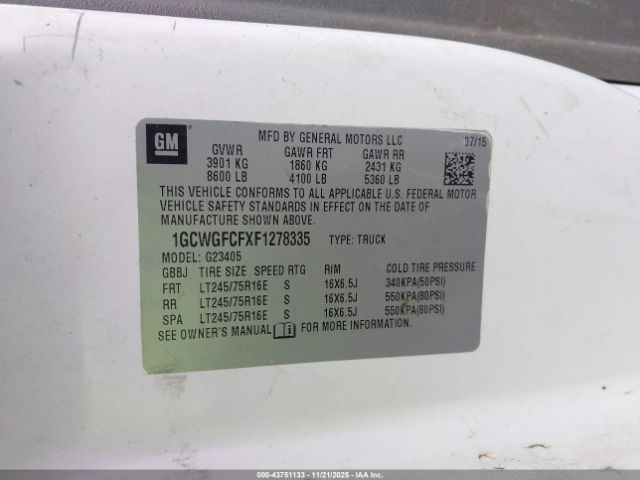 GM
MFD BY GENERAL MOTORS LLC 07/15
GVWR GAWR FRT GAWR RR
3901 KG 1860 KG 2431 KG
8600 LB 4100 LB 5360 LB
THIS VEHICLE CONFORMS TO ALL APPLICABLE U.S. FEDERAL MOTOR
VEHICLE SAFETY STANDARDS IN EFFECT ON THE DATE OF
MANUFACTURE SHOWN ABOVE.
1GCWGFCFXF1278335 TYPE: TRUCK
MODEL: G23405
GBBJ TIRE SIZE SPEED RTG RIM COLD TIRE PRESSURE
FRT LT245/75R16E S 16X6.5J 340KPA(50PSI)
RR LT245/75R16E S 16X6.5J 550KPA(80PSI)
SPA LT245/75R16E S 16X6.5J 550KPA(80PSI)
SEE OWNER'S MANUAL FOR MORE INFORMATION.
000-43751133 - 11/21/2025 - IAAI.CA